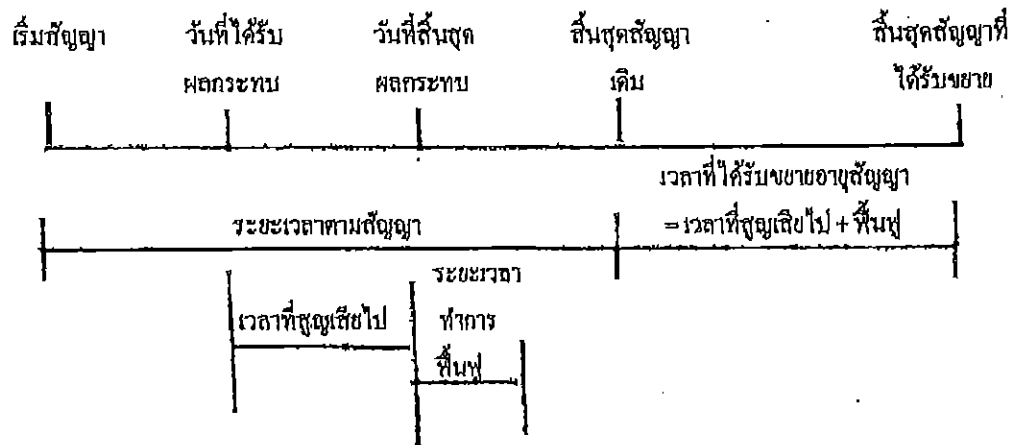 เริ่มสัญญา วันที่ได้รับ วันที่สิ้นสุด สิ้นสุดสัญญา สิ้นสุดสัญญาที่
ผลกระทบ ผลกระทบ เดิม ได้รับขยาย
เวลาที่ได้รับขยายอายุสัญญา
ระยะเวลาตามสัญญา =เวลาที่สูญเสียไป + ฟื้นฟู
ระยะเวลา
เวลาที่สูญเสียไป ทำการ
ฟื้นฟู